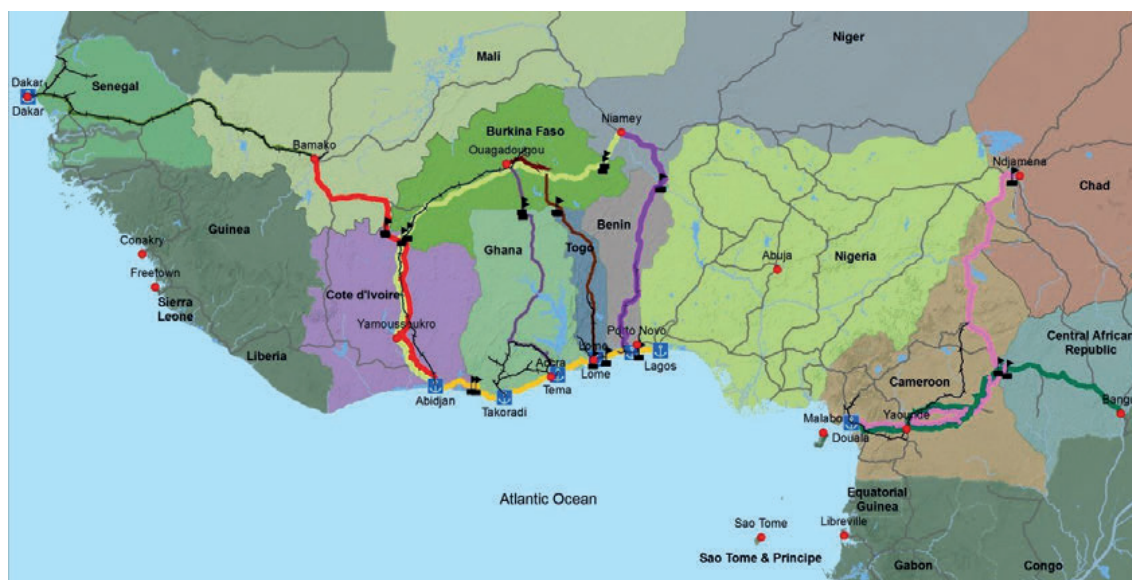 Niger
Mali
Dakar
Senegal
Dakar
Niamey
Burkina Faso
Ouagadougou
Bamako
Ndjamena
Chad
Benin
Guinea
Ghana
Togo
Conakry
Abuja
Nigeria
Freetown
Cote d'Ivoire
Sierra
Leone
Yamoussoukro
Porto Novo
Central African
Republic
Lome
Liberia
Accra
Lome
Lagos
Cameroon
Abidjan
Tema
Takoradi
Yaounde
Bangu
Malabo
Douala
Atlantic Ocean
Equatorial
Guinea
Sao Tome
Libreville
Sao Tome & Principe
Gabon
Congo